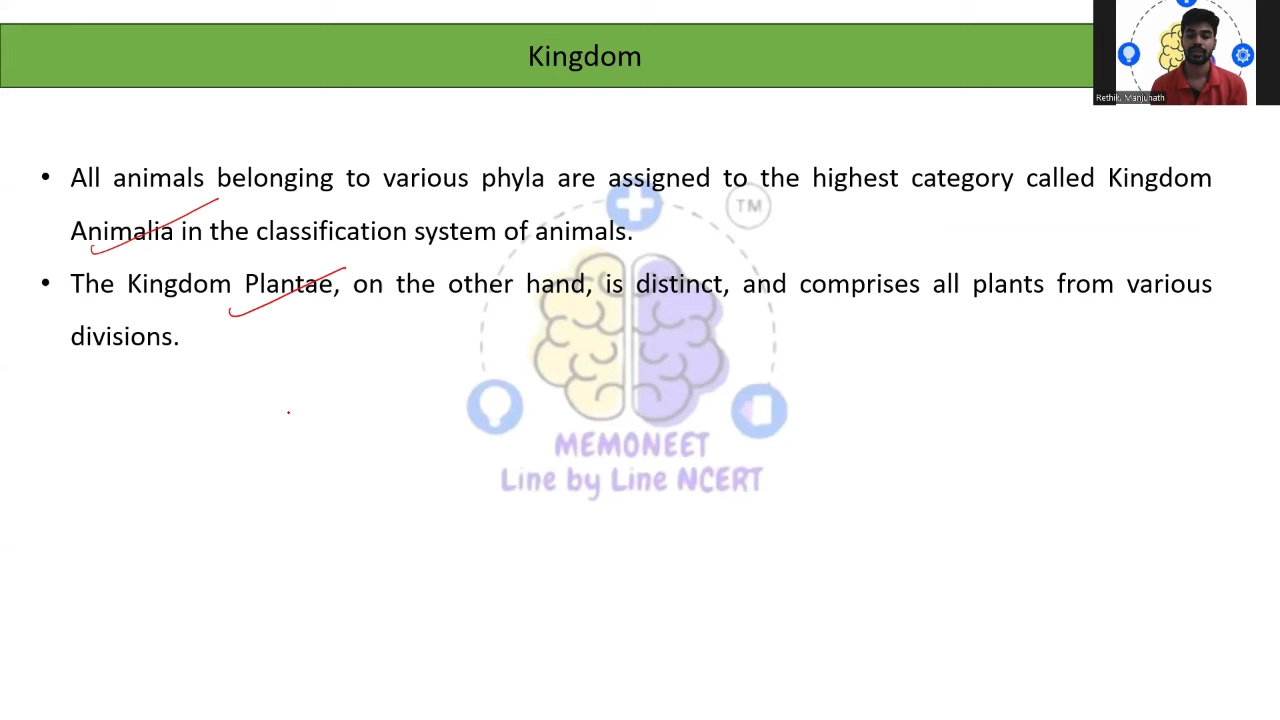 Kingdom
Rethik. Manjunath
• All animals belonging to various phyla are assigned to the highest category called Kingdom
Animalia in the classification system of animals.
• The Kingdom Plantae, on the other hand, is distinct, and comprises all plants from various
divisions.
TM
MEMONEET
Line by Line NCERT